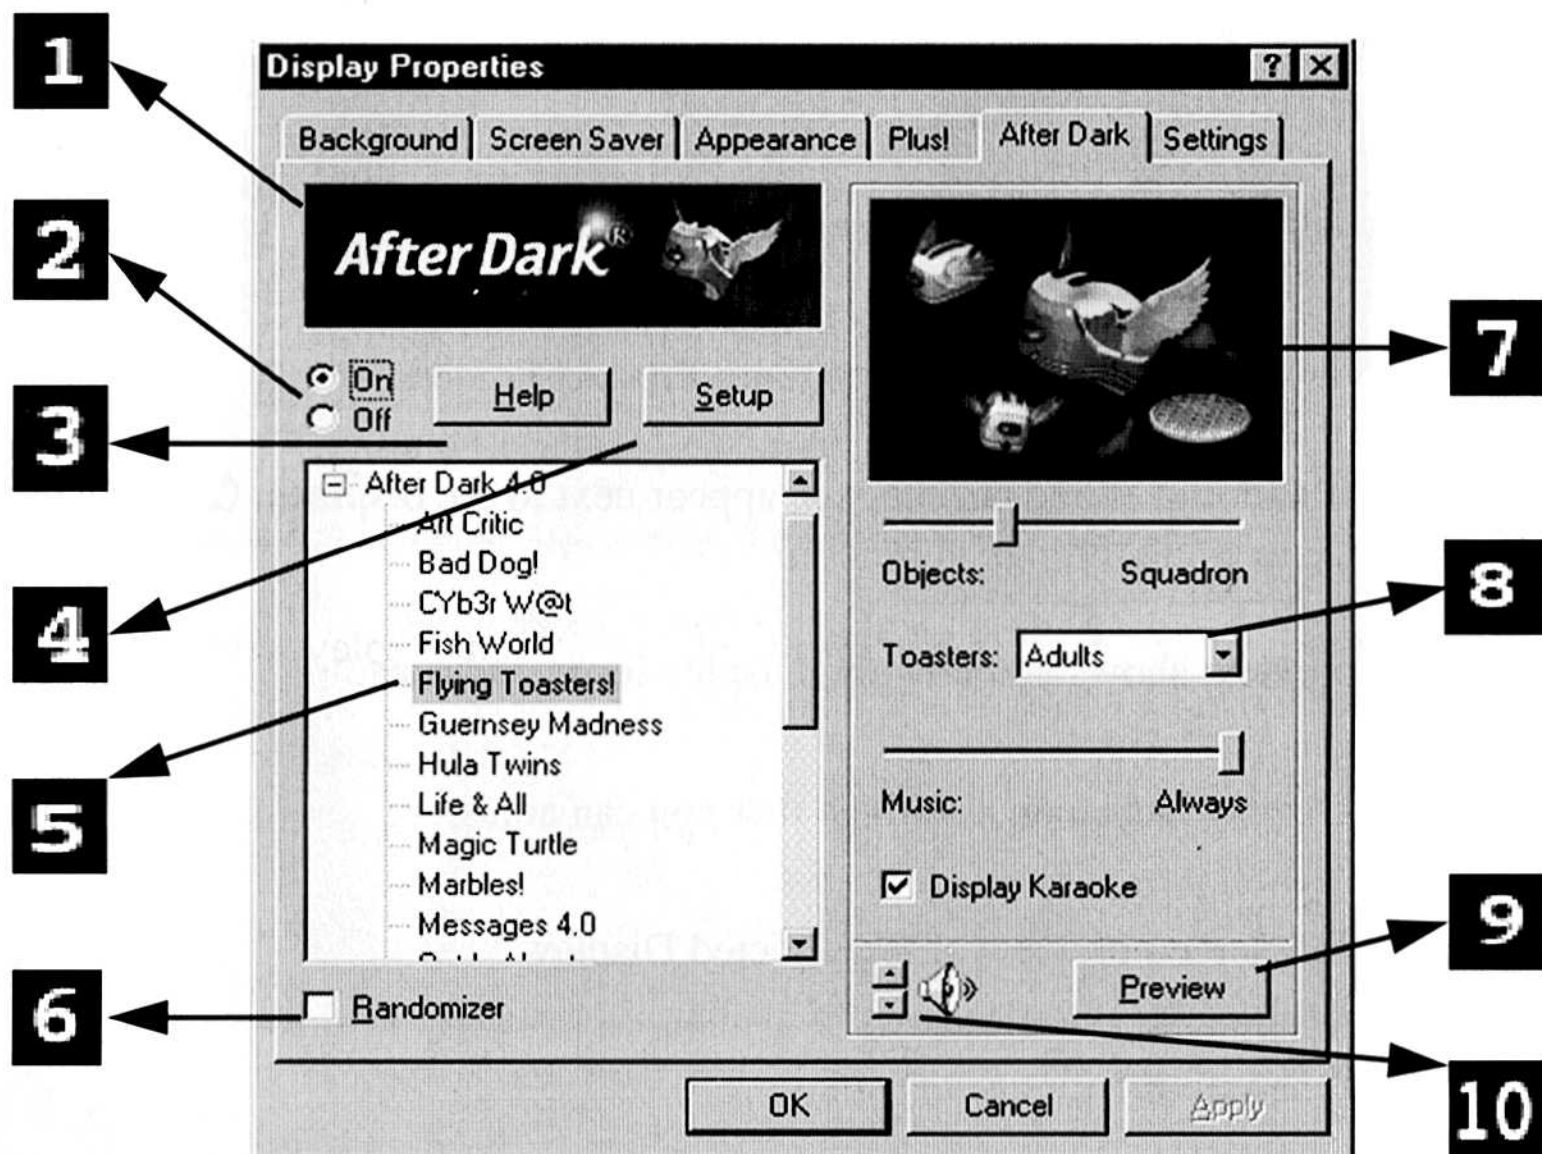 Display Properties
Background Screen Saver Appearance Plus! After Dark Settings
1
2
3
4
5
6
After Dark®
On
Off
Help
Setup
After Dark 4.0
Art Critic
Bad Dog!
CYb3r W@t
Fish World
Flying Toasters!
Guernsey Madness
Hula Twins
Life & All
Magic Turtle
Marbles!
Messages 4.0
Randomizer
Objects: Squadron
Toasters: Adults
Music: Always
Display Karaoke
Preview
7
8
9
10
OK Cancel Apply